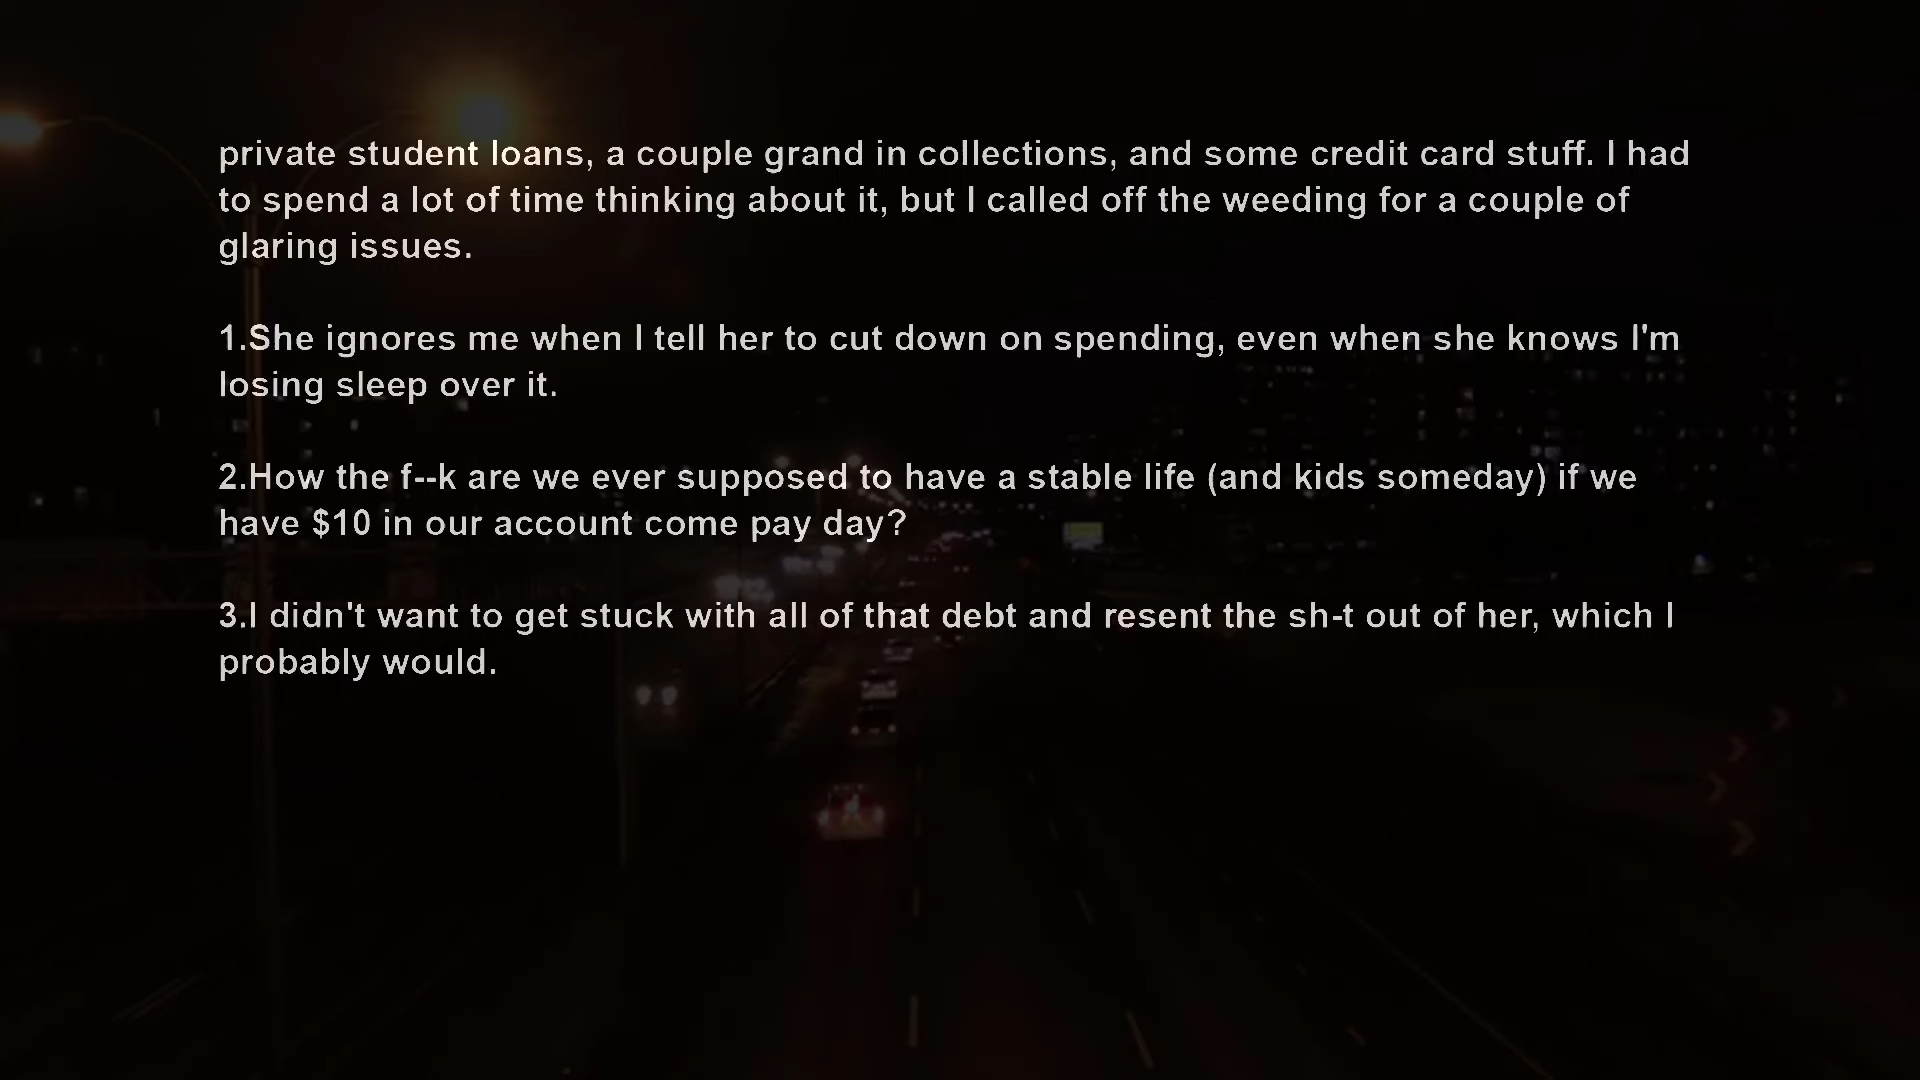 private student loans, a couple grand in collections, and some credit card stuff. I had
to spend a lot of time thinking about it, but I called off the weeding for a couple of
glaring issues.
1.She ignores me when I tell her to cut down on spending, even when she knows I'm
losing sleep over it.
2.How the f--k are we ever supposed to have a stable life (and kids someday) if we
have $10 in our account come pay day?
3.I didn't want to get stuck with all of that debt and resent the sh-t out of her, which I
probably would.